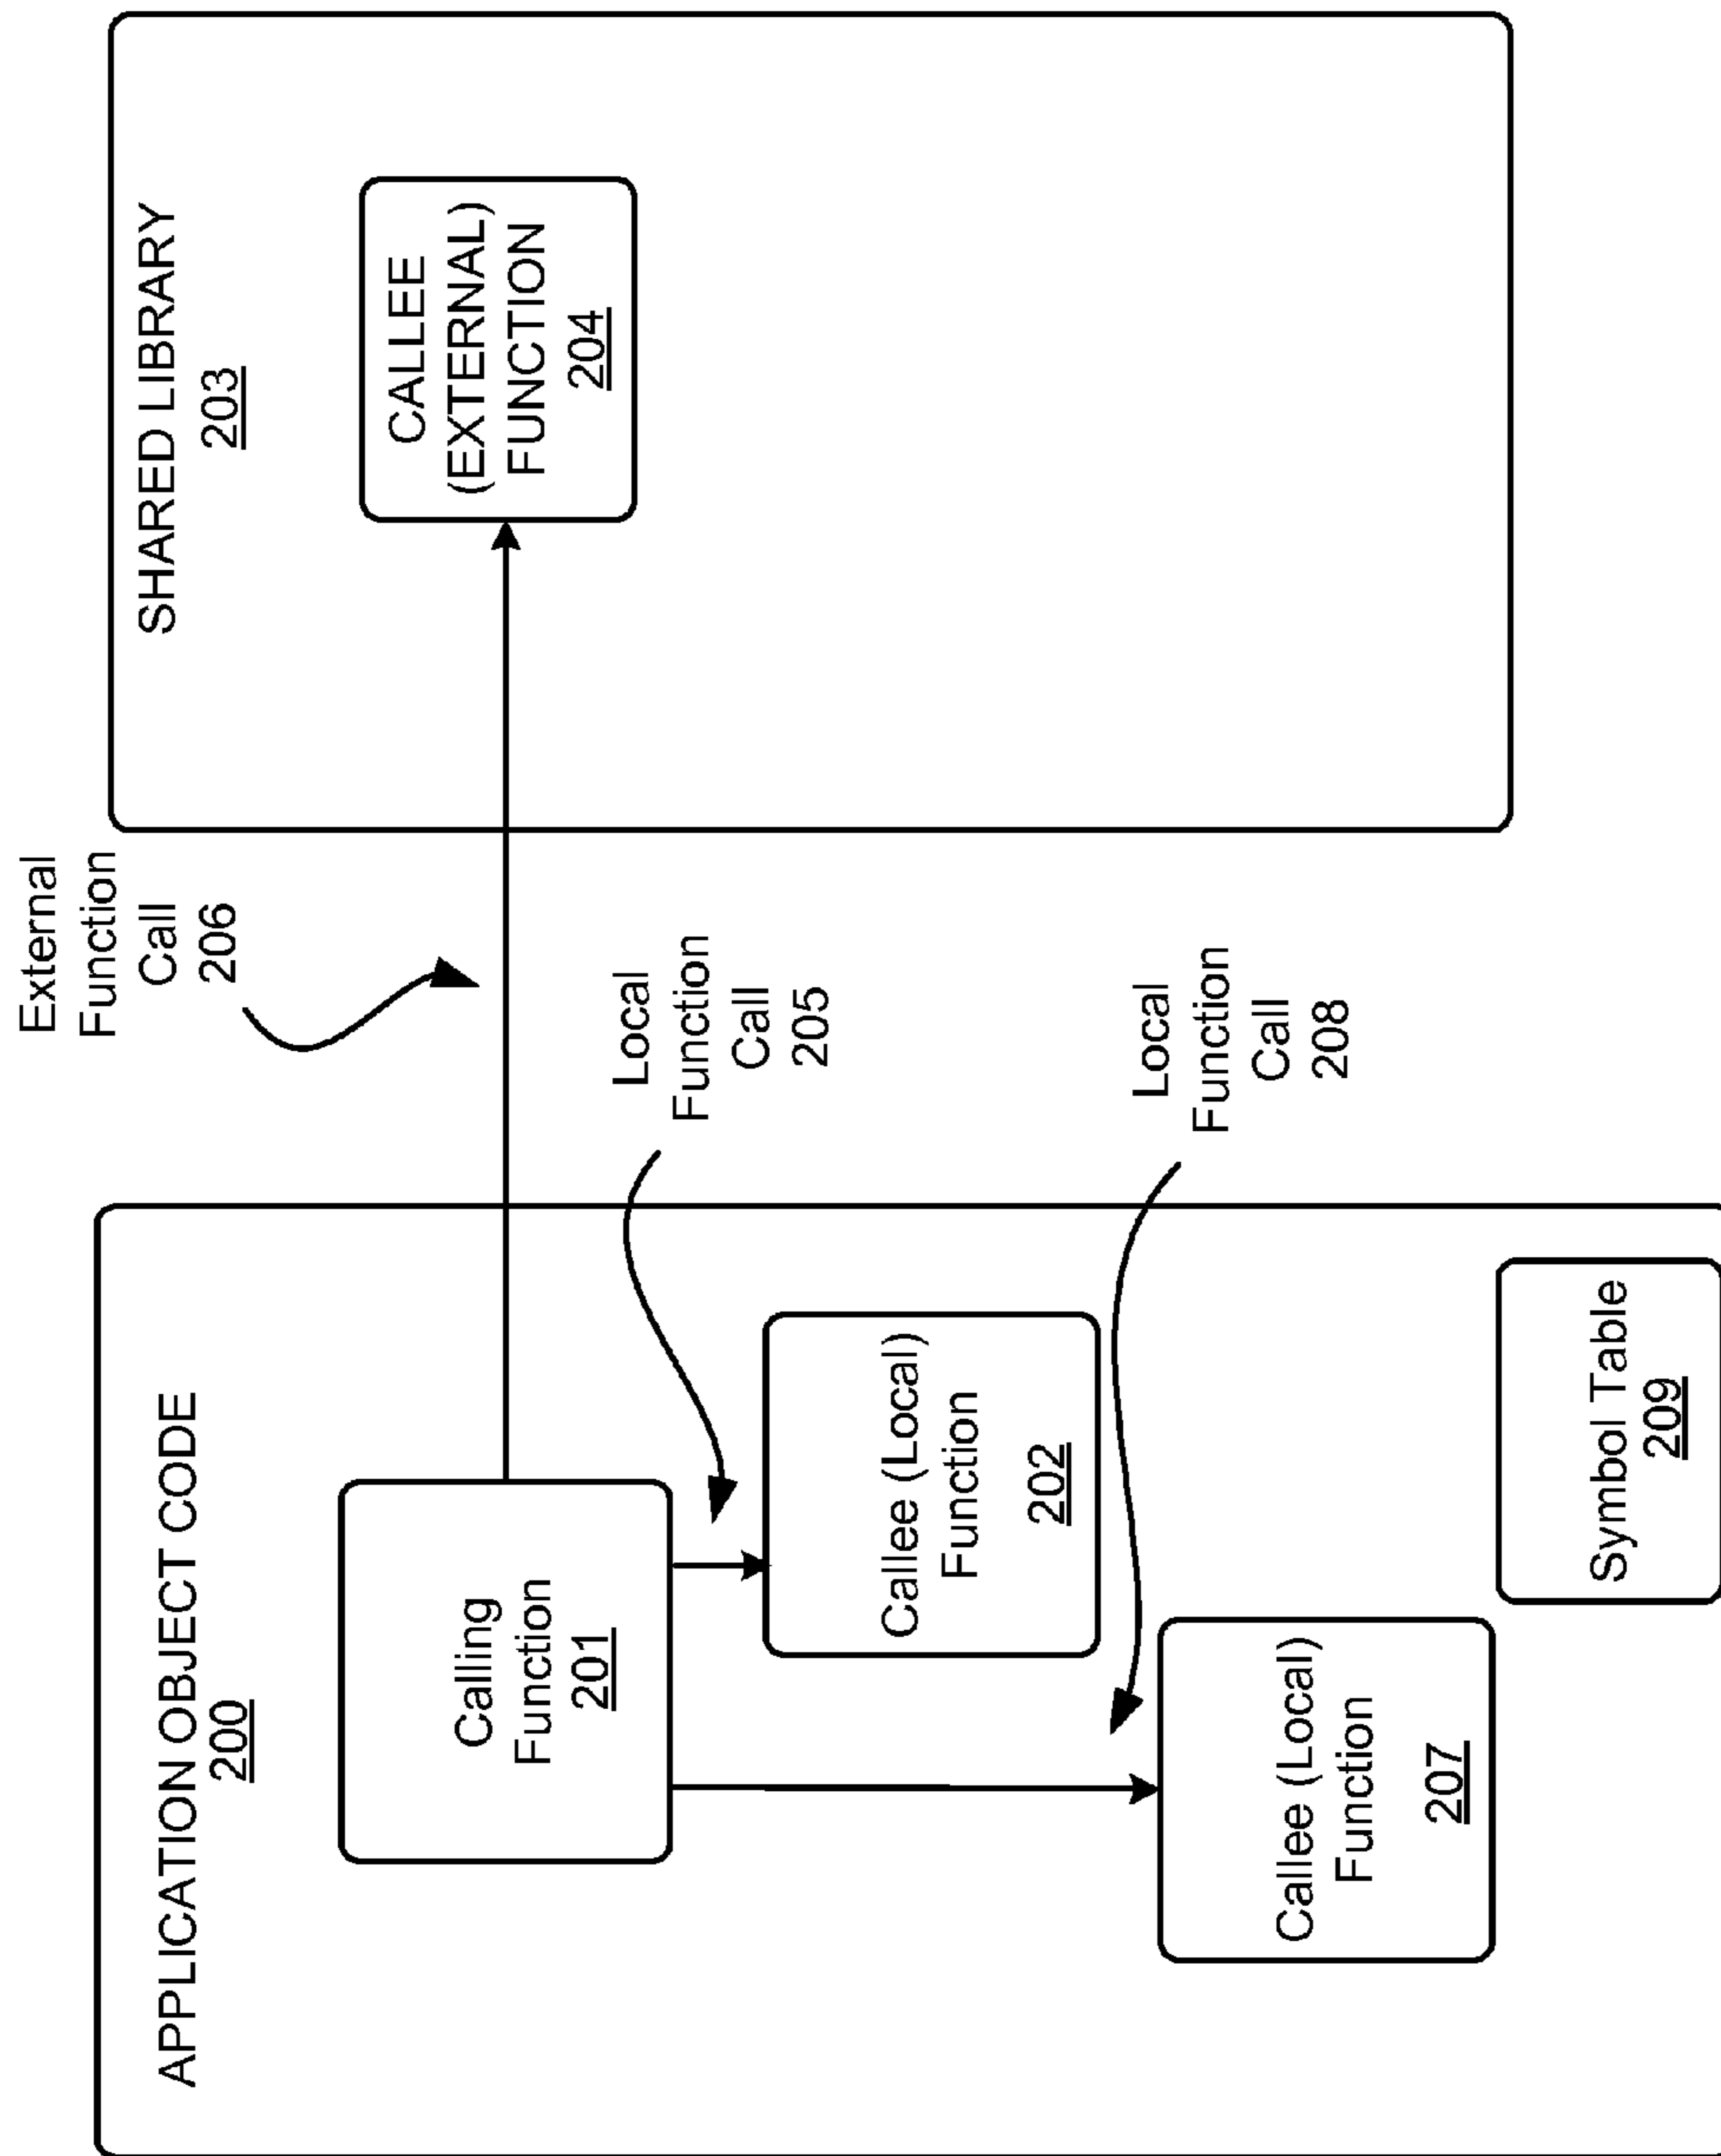 APPLICATION OBJECT CODE
200
Calling
Function
201
Callee (Local)
Function
202
Callee (Local)
Function
207
Symbol Table
209
External
Function
Call
206
Local
Function
Call
205
Local
Function
Call
208
SHARED LIBRARY
203
CALLEE
(EXTERNAL)
FUNCTION
204